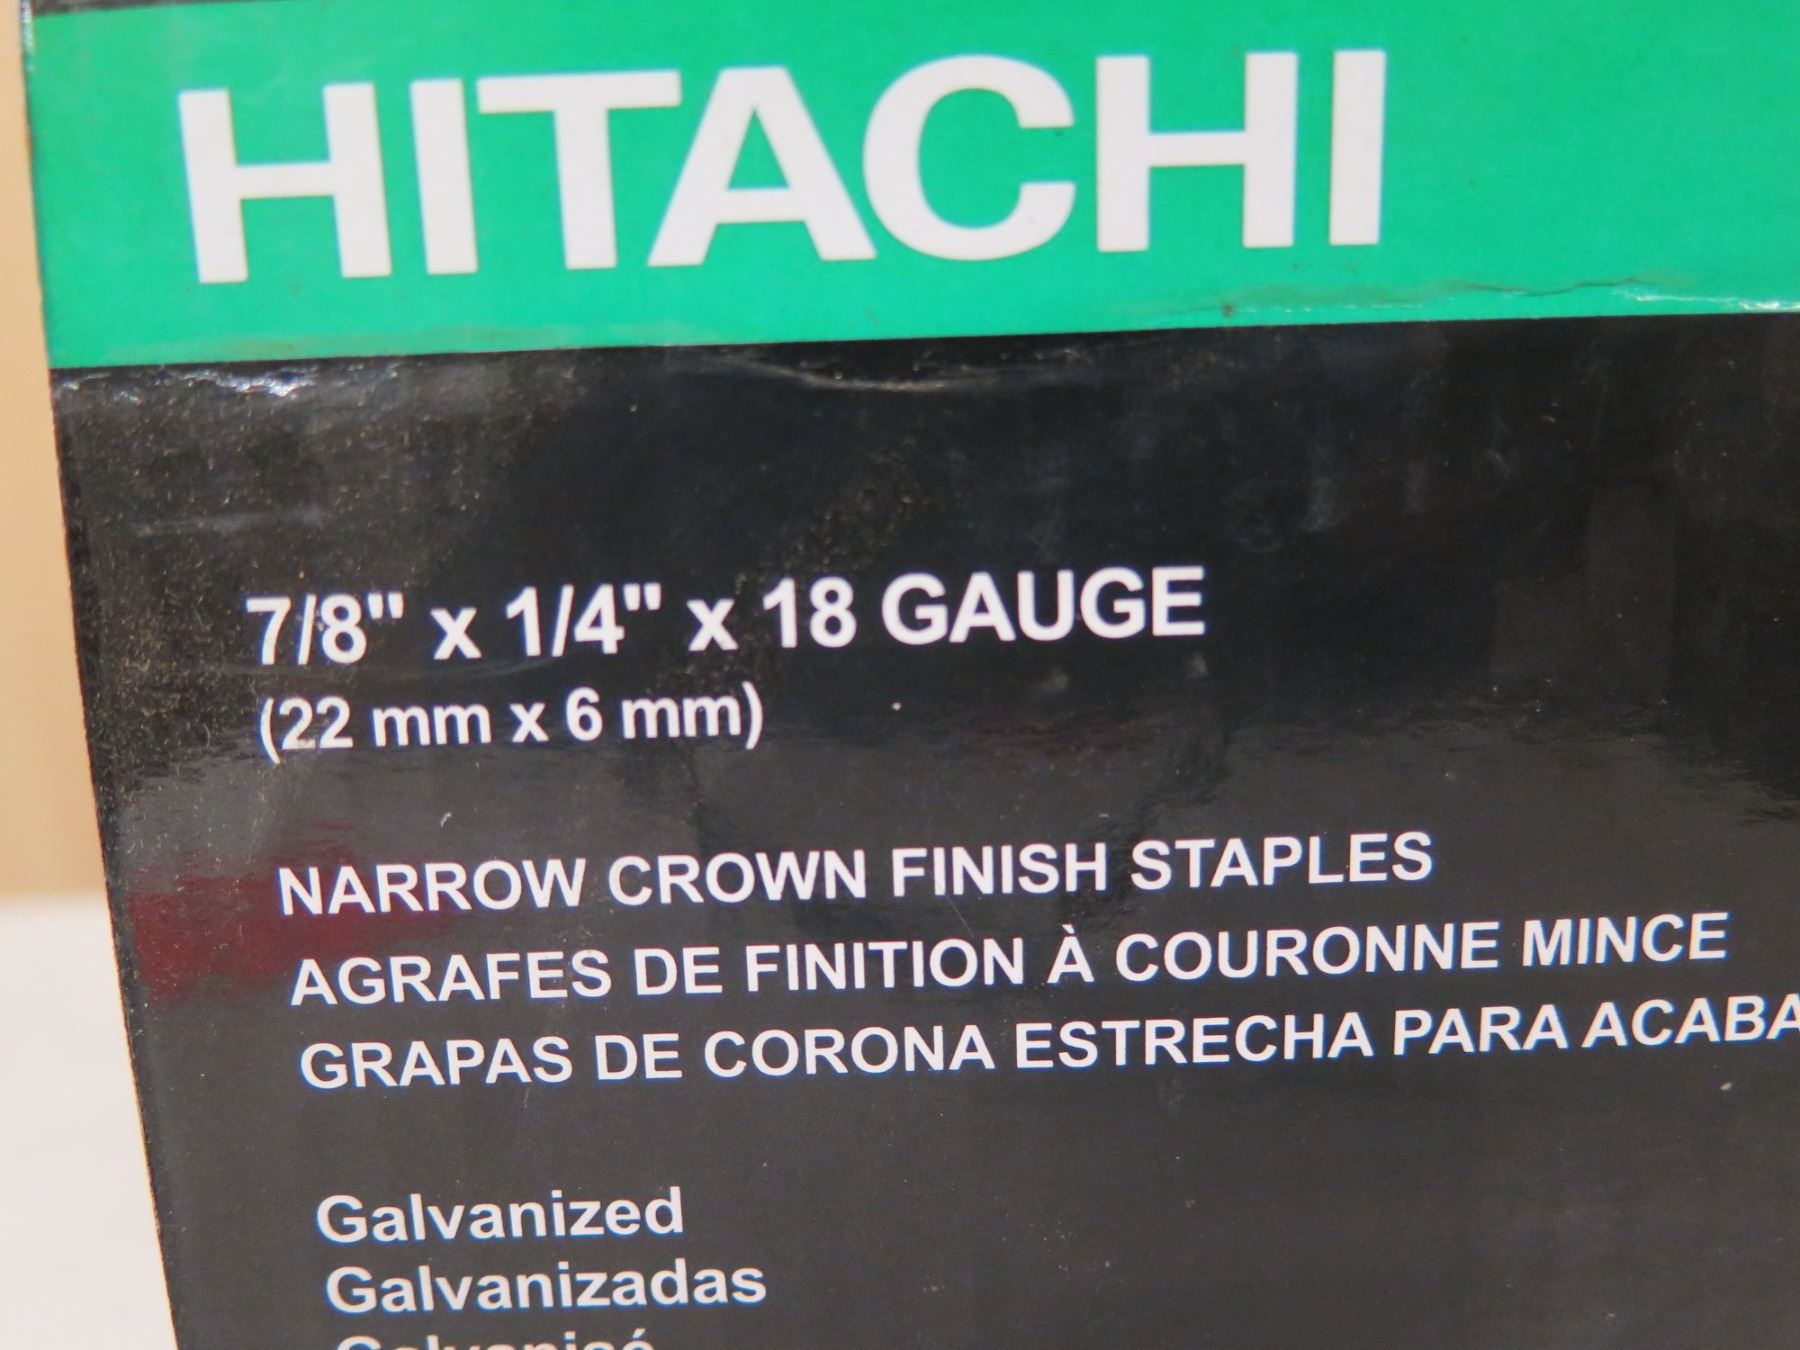 HITACHI
7/8" x 1/4" x 18 GAUGE
(22 mm x 6 mm)
NARROW CROWN FINISH STAPLES
AGRAFES DE FINITION À COURONNE MINCE
GRAPAS DE CORONA ESTRECHA PARA ACABA
Galvanized
Galvanizadas
Galvanisé